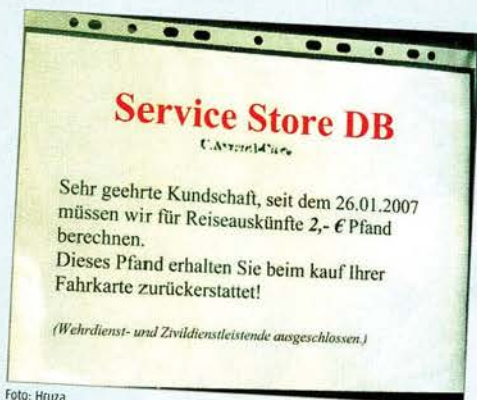 Service Store DB
Sehr geehrte Kundschaft, seit dem 26.01.2007
müssen wir für Reiseauskünfte 2,- € Pfand
berechnen.
Dieses Pfand erhalten Sie beim kauf Ihrer
Fahrkarte zurückerstattet!
(Wehrdienst- und Zivildienstleistende ausgeschlossen.)
Foto: Hruza